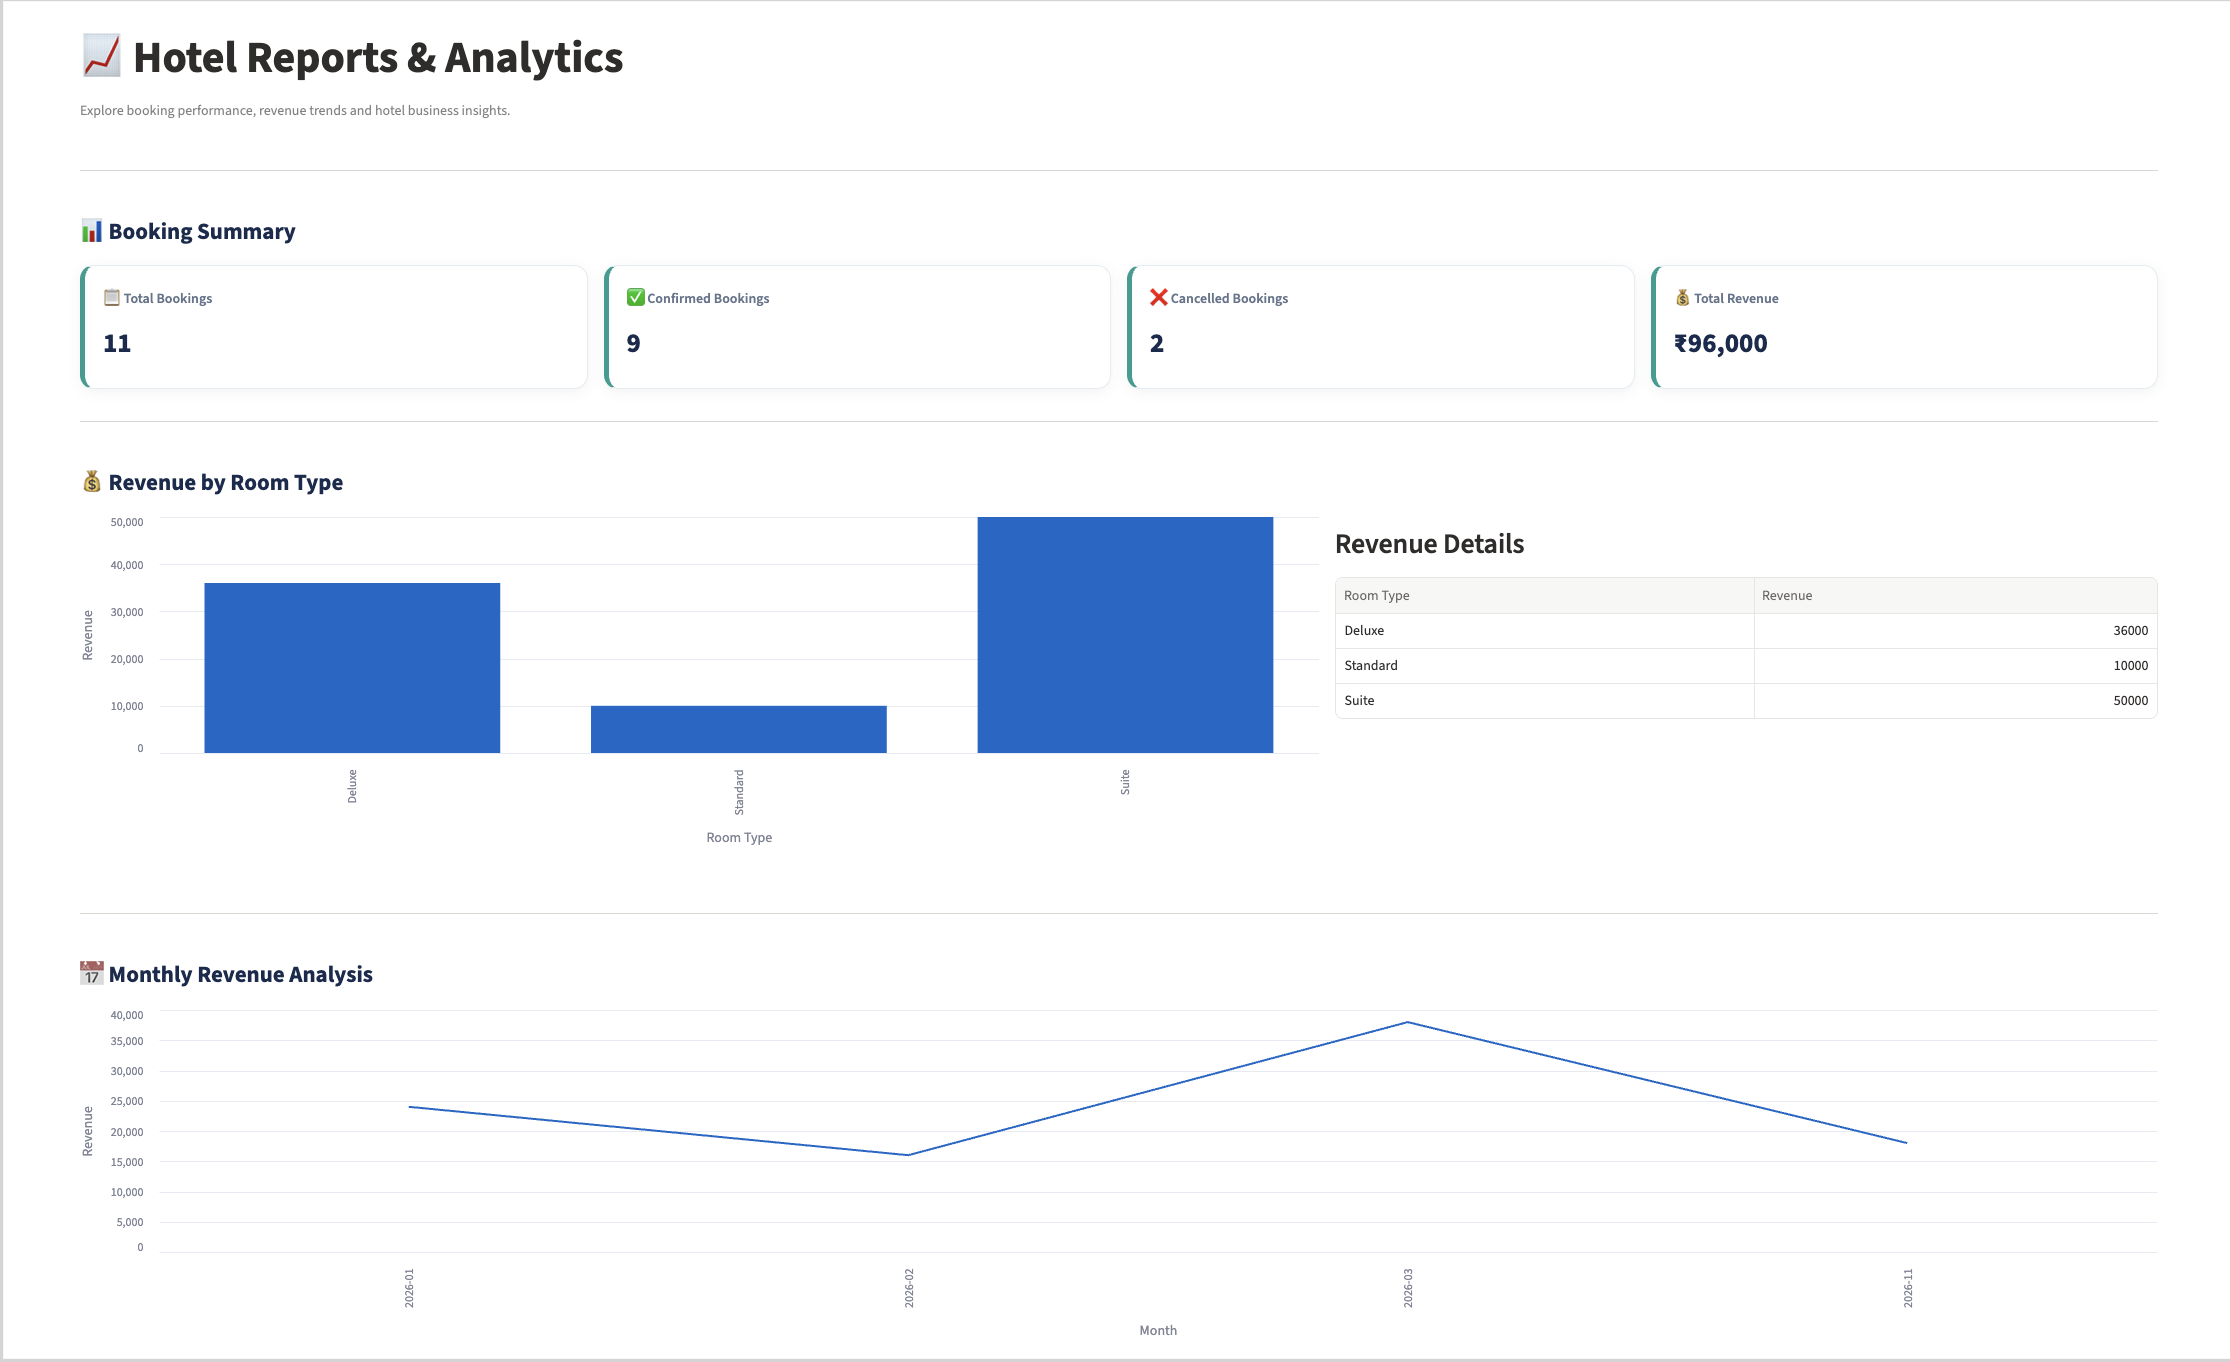 Hotel Reports & Analytics
Explore booking performance, revenue trends and hotel business insights.
Booking Summary
Total Bookings
11
Confirmed Bookings
9
Cancelled Bookings
2
Total Revenue
₹96,000
Revenue by Room Type
50,000
40,000
30,000
20,000
10,000
0
Revenue
Deluxe
Standard
Suite
Room Type
Revenue Details
Room Type Revenue
Deluxe 36000
Standard 10000
Suite 50000
17 Monthly Revenue Analysis
40,000
35,000
30,000
25,000
20,000
15,000
10,000
5,000
0
Revenue
2026-01
2026-02
2026-03
2026-11
Month